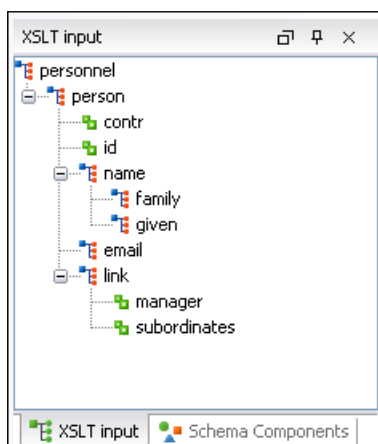 XSLT input
personnel
person
contr
id
name
family
given
email
link
manager
subordinates
XSLT input Schema Components